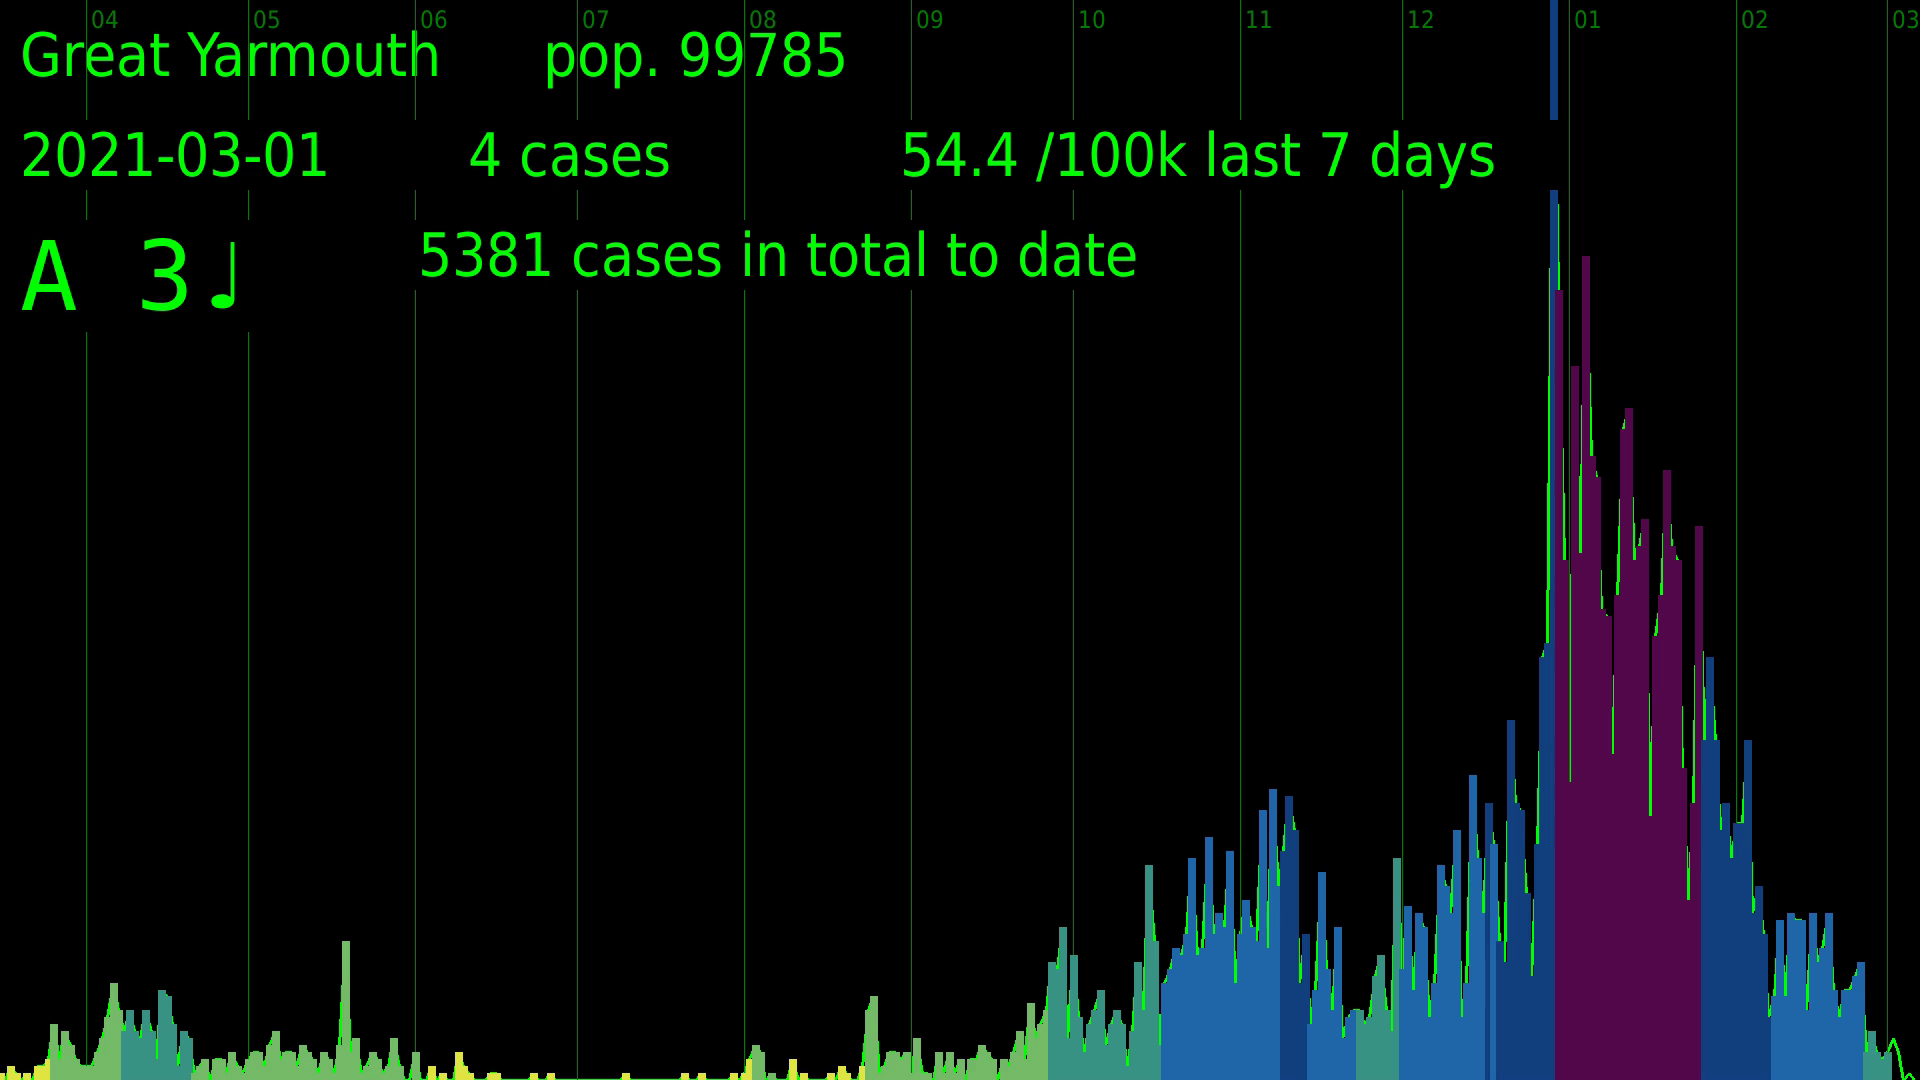 04 05 06 07 08 09 10 11 12 01 02 03
Great Yarmouth pop. 99785
2021-03-01 4 cases 54.4 /100k last 7 days
A 3♩ 5381 cases in total to date